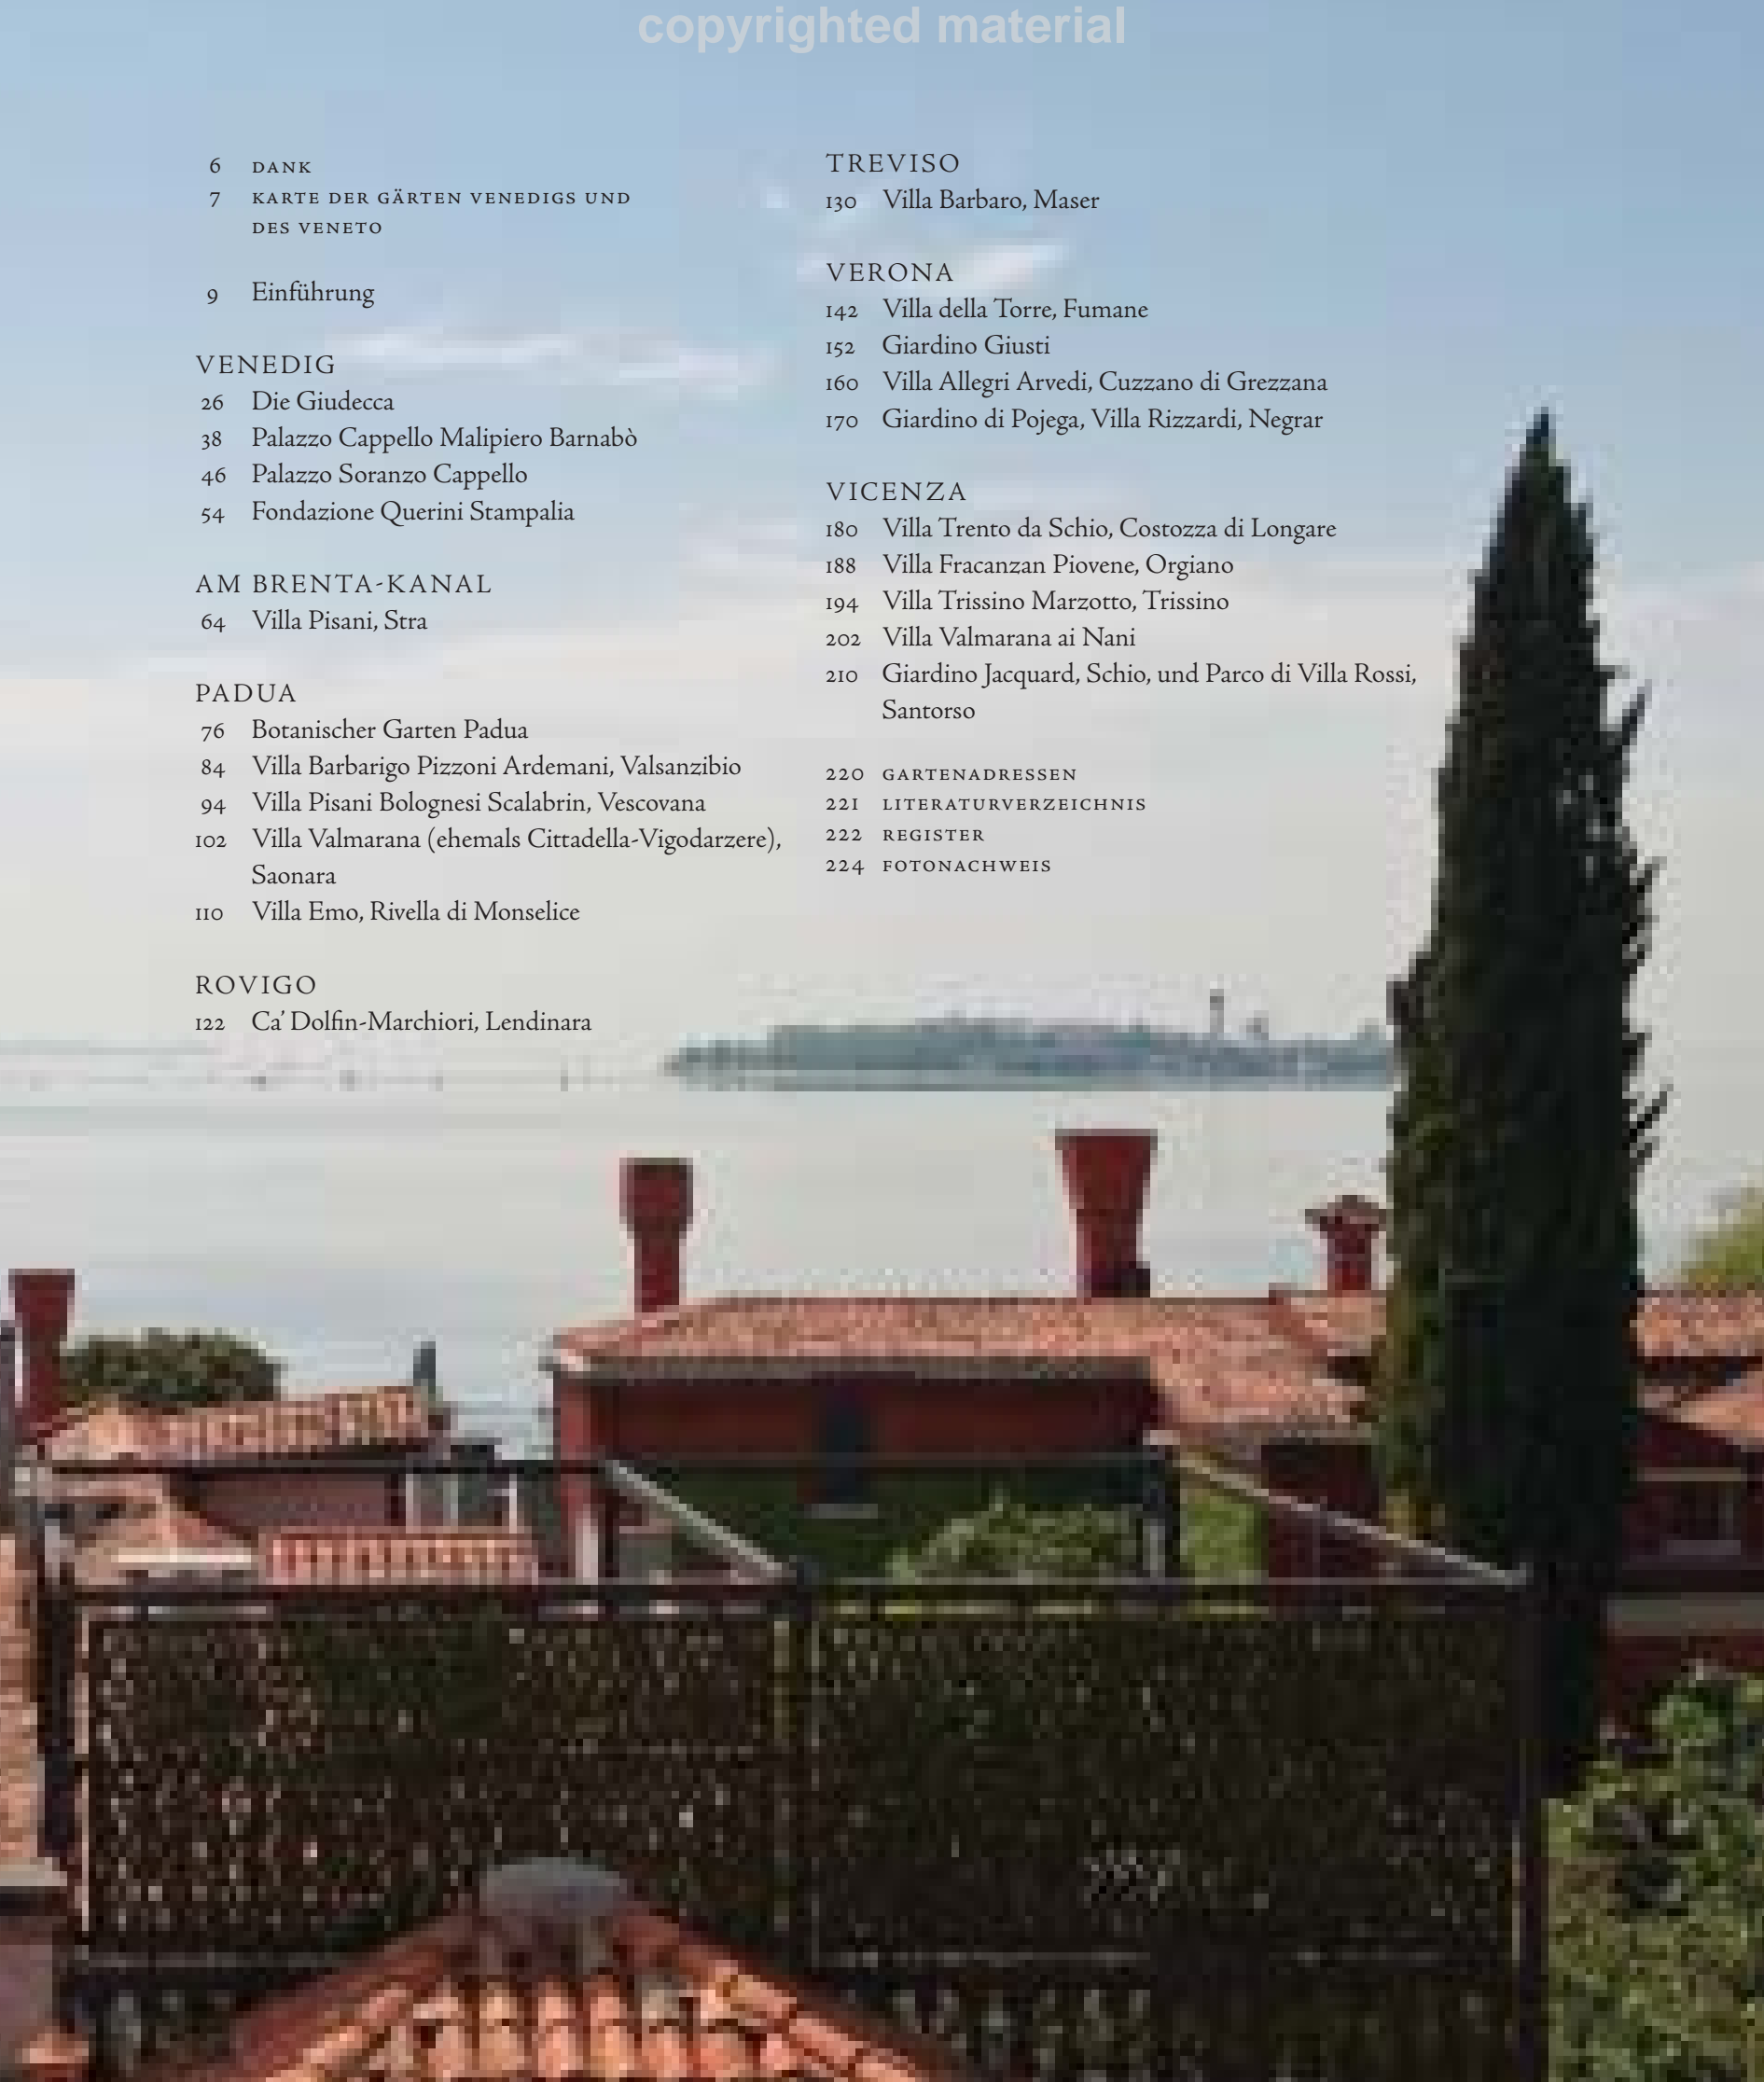 copyrighted material
6 DANK
7 KARTE DER GÄRTEN VENEDIGS UND
DES VENETO
9 Einführung
VENEDIG
26 Die Giudecca
38 Palazzo Cappello Malipiero Barnabò
46 Palazzo Soranzo Cappello
54 Fondazione Querini Stampalia
AM BRENTA-KANAL
64 Villa Pisani, Stra
PADUA
76 Botanischer Garten Padua
84 Villa Barbarigo Pizzoni Ardemani, Valsanzibio
94 Villa Pisani Bolognesi Scalabrin, Vescovana
102 Villa Valmarana (ehemals Cittadella-Vigodarzere),
Saonara
110 Villa Emo, Rivella di Monselice
ROVIGO
122 Ca’ Dolfin-Marchiori, Lendinara
TREVISO
130 Villa Barbaro, Maser
VERONA
142 Villa della Torre, Fumane
152 Giardino Giusti
160 Villa Allegri Arvedi, Cuzzano di Grezzana
170 Giardino di Pojega, Villa Rizzardi, Negrar
VICENZA
180 Villa Trento da Schio, Costozza di Longare
188 Villa Fracanzan Piovene, Orgiano
194 Villa Trissino Marzotto, Trissino
202 Villa Valmarana ai Nani
210 Giardino Jacquard, Schio, und Parco di Villa Rossi,
Santorso
220 GARTENADRESSEN
221 LITERATURVERZEICHNIS
222 REGISTER
224 FOTONACHWEIS